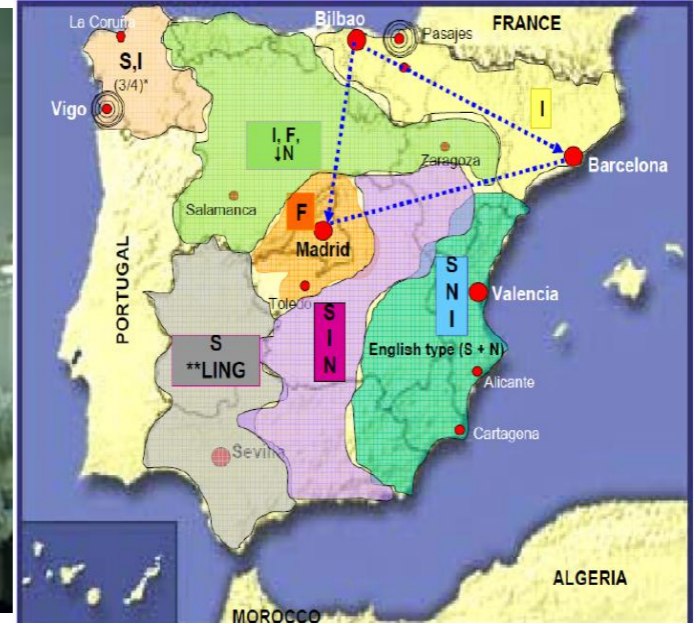 La Coruña
Bilbao
Pasajes
FRANCE
S,I
(3/4)*
Vigo
I, F,
↓N
I
Zaragoza
Barcelona
Salamanca
F
Madrid
PORTUGAL
Toledo
S
N
I
Valencia
S
I
N
S
**LING
English type (S + N)
Alicante
Cartagona
Sevilla
ALGERIA
MOROCCO